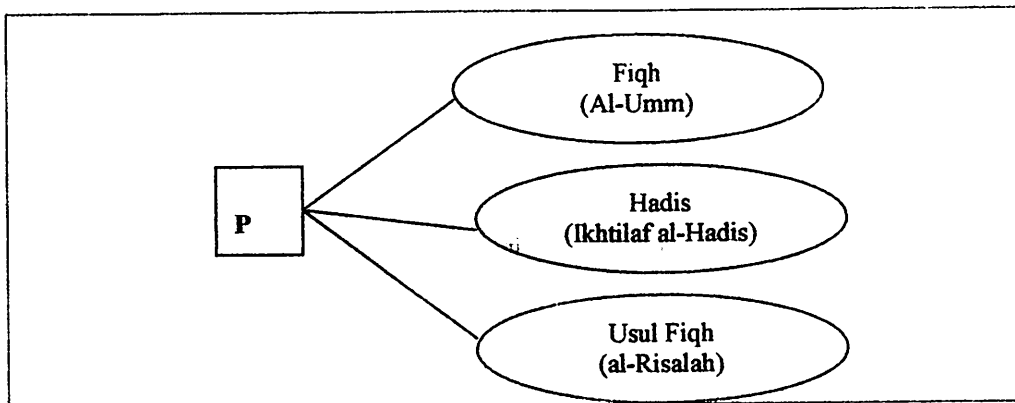 Fiqh
(Al-Umm)
P
Hadis
(Ikhtilaf al-Hadis)
Usul Fiqh
(al-Risalah)